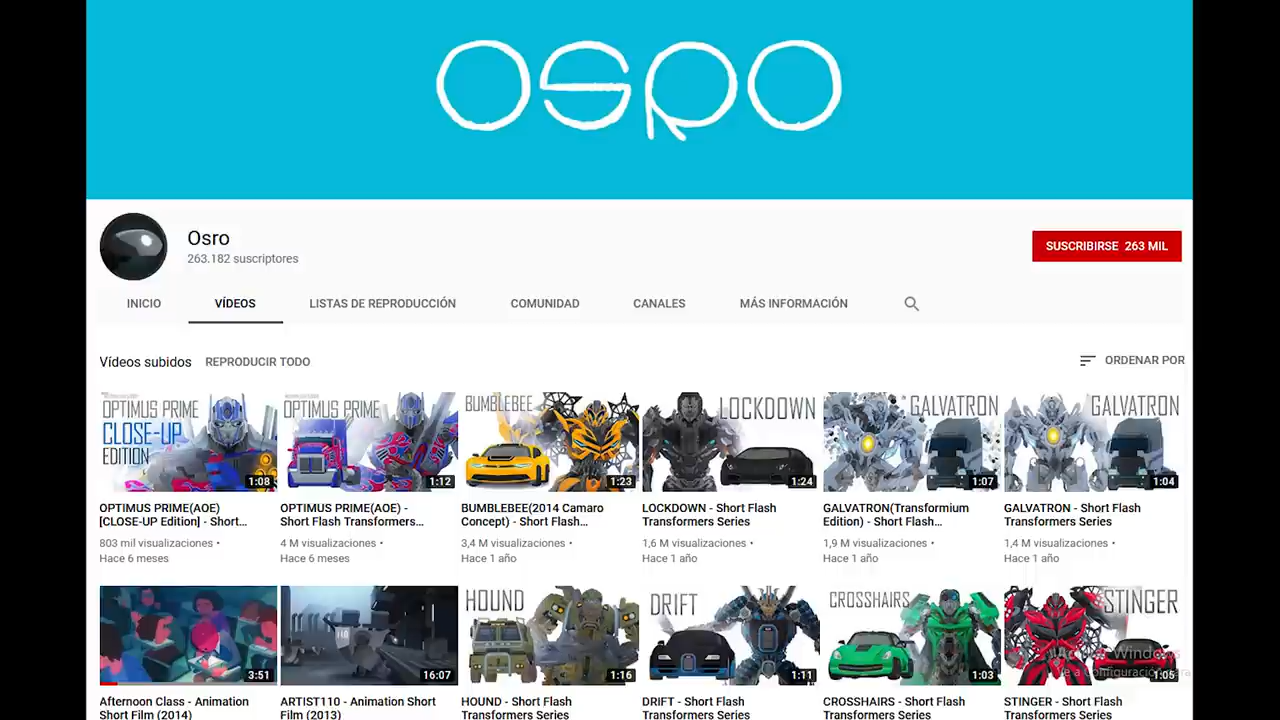 OSRO
Osro
263.182 suscriptores
SUSCRIBIRSE 263 MIL
INICIO
VÍDEOS
LISTAS DE REPRODUCCIÓN
COMUNIDAD
CANALES
MÁS INFORMACIÓN
Vídeos subidos
REPRODUCIR TODO
ORDENAR POR
OPTIMUS PRIME
CLOSE-UP
EDITION
1:08
OPTIMUS PRIME
1:12
BUMBLEBEE
1:23
LOCKDOWN
1:24
GALVATRON
1:07
GALVATRON
1:04
OPTIMUS PRIME(AOE)
[CLOSE-UP Edition] - Short...
803 mil visualizaciones •
Hace 6 meses
OPTIMUS PRIME(AOE) -
Short Flash Transformers...
4 M visualizaciones •
Hace 6 meses
BUMBLEBEE(2014 Camaro
Concept) - Short Flash...
3,4 M visualizaciones •
Hace 1 año
LOCKDOWN - Short Flash
Transformers Series
1,6 M visualizaciones •
Hace 1 año
GALVATRON(Transformium
Edition) - Short Flash...
1,9 M visualizaciones •
Hace 1 año
GALVATRON - Short Flash
Transformers Series
1,4 M visualizaciones •
Hace 1 año
3:51
16:07
HOUND
1:16
DRIFT
1:11
CROSSHAIRS
1:03
STINGER
1:05
Afternoon Class - Animation
Short Film (2014)
ARTIST110 - Animation Short
Film (2013)
HOUND - Short Flash
Transformers Series
DRIFT - Short Flash
Transformers Series
CROSSHAIRS - Short Flash
Transformers Series
STINGER - Short Flash
Transformers Series